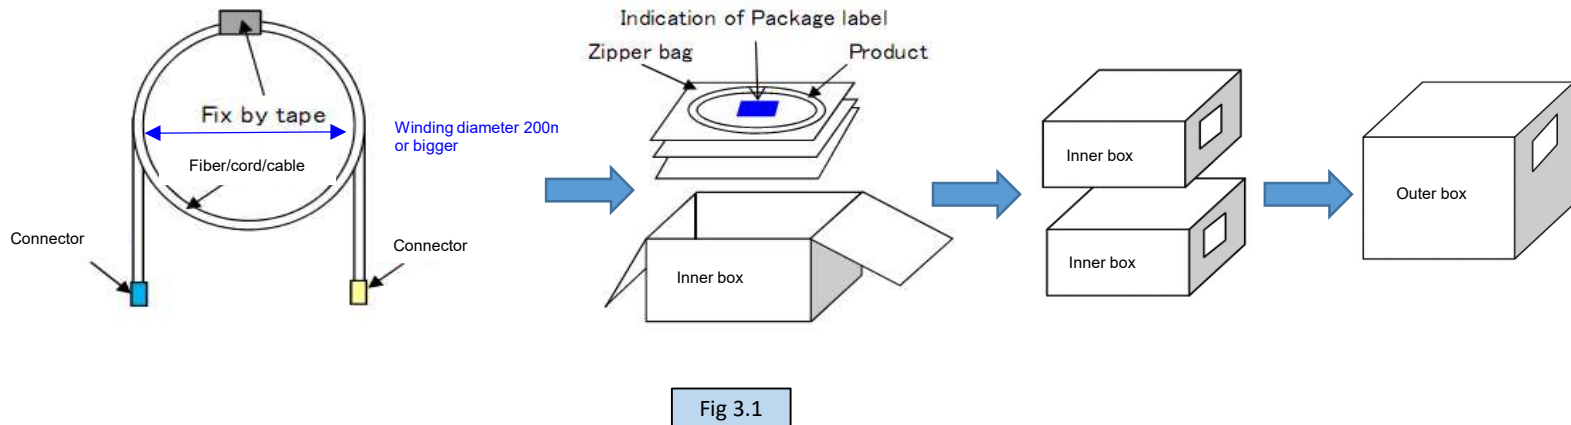 Indication of Package label
Zipper bag
Product
Fix by tape
Winding diameter 200m
or bigger
Fiber/cord/cable
Connector
Connector
Inner box
Inner box
Inner box
Outer box
Fig 3.1